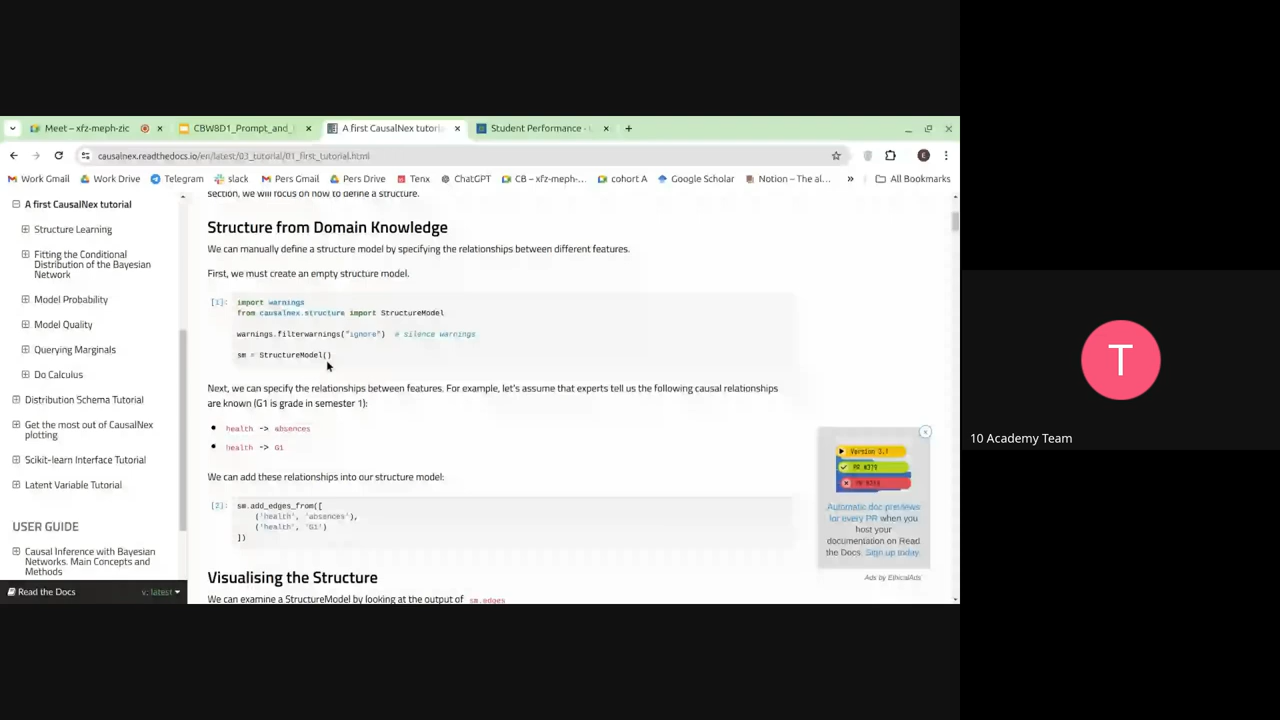 Meet – xfz-meph-zic
CBW8D1_Prompt_and_
A first CausalNex tutori
Student Performance -
causalnex.readthedocs.io/en/latest/03_tutorial/01_first_tutorial.html
E
Work Gmail
Work Drive
Telegram
slack
Pers Gmail
Pers Drive
Tenx
ChatGPT
CB – xfz-meph-...
cohort A
Google Scholar
Notion – The al...
»
All Bookmarks
A first CausalNex tutorial
Structure Learning
Fitting the Conditional
Distribution of the Bayesian
Network
Model Probability
Model Quality
Querying Marginals
Do Calculus
Distribution Schema Tutorial
Get the most out of CausalNex
plotting
Scikit-learn Interface Tutorial
Latent Variable Tutorial
USER GUIDE
Causal Inference with Bayesian
Networks. Main Concepts and
Methods
Read the Docs
v: latest
section, we will focus on how to define a structure.
Structure from Domain Knowledge
We can manually define a structure model by specifying the relationships between different features.
First, we must create an empty structure model.
[1]: import warnings
from causalnex.structure import StructureModel
warnings.filterwarnings("ignore")  # silence warnings
sm = StructureModel()
Next, we can specify the relationships between features. For example, let's assume that experts tell us the following causal relationships
are known (G1 is grade in semester 1):
health -> absences
health -> G1
We can add these relationships into our structure model:
[2]: sm.add_edges_from([
('health', 'absences'),
('health', 'G1')
])
Visualising the Structure
We can examine a StructureModel by looking at the output of sm.edges
Version 3.1
PR #379
Automatic doc previews
for every PR when you
host your
documentation on Read
the Docs. Sign up today.
Ads by EthicalAds
T
10 Academy Team